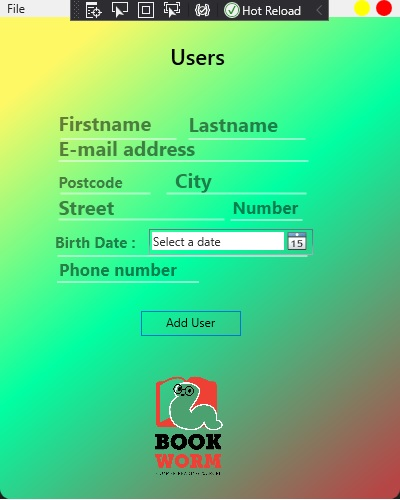 File
Hot Reload
Users
Firstname Lastname
E-mail address
Postcode City
Street Number
Birth Date : Select a date 15
Phone number
Add User
BOOK
WORM